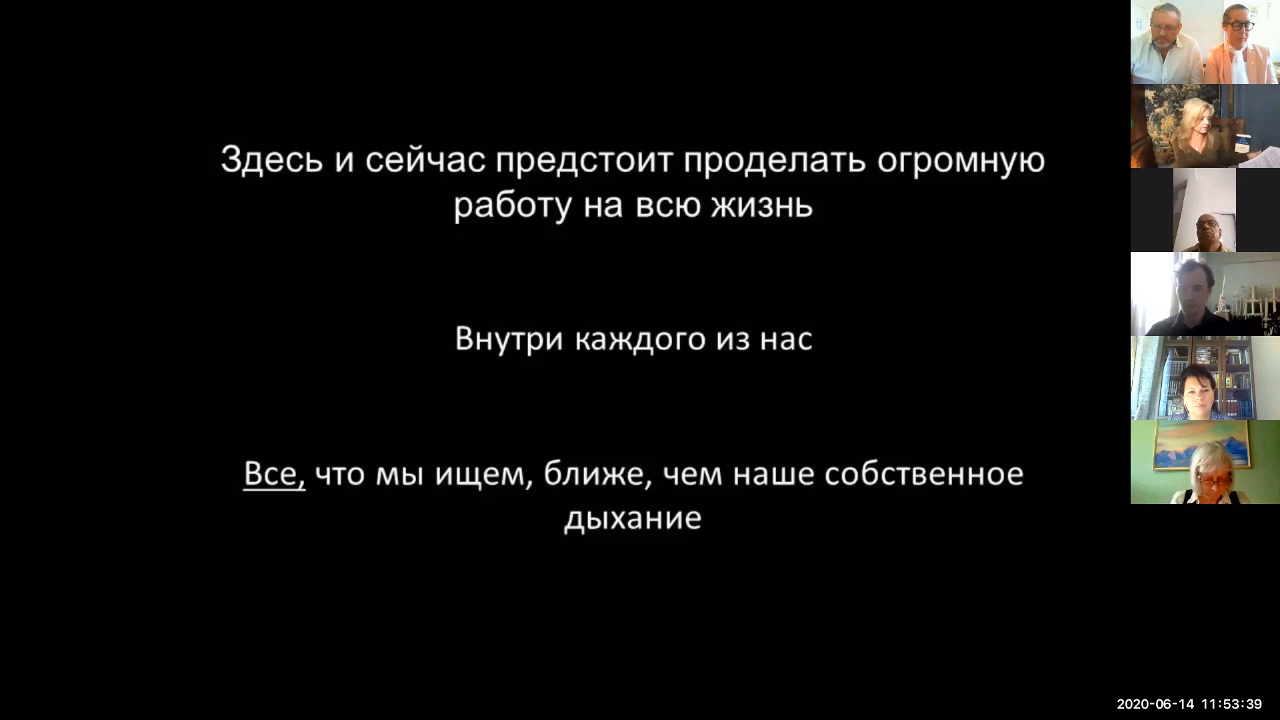 Здесь и сейчас предстоит проделать огромную
работу на всю жизнь
Внутри каждого из нас
Все, что мы ищем, ближе, чем наше собственное
дыхание
2020-06-14 11:53:39